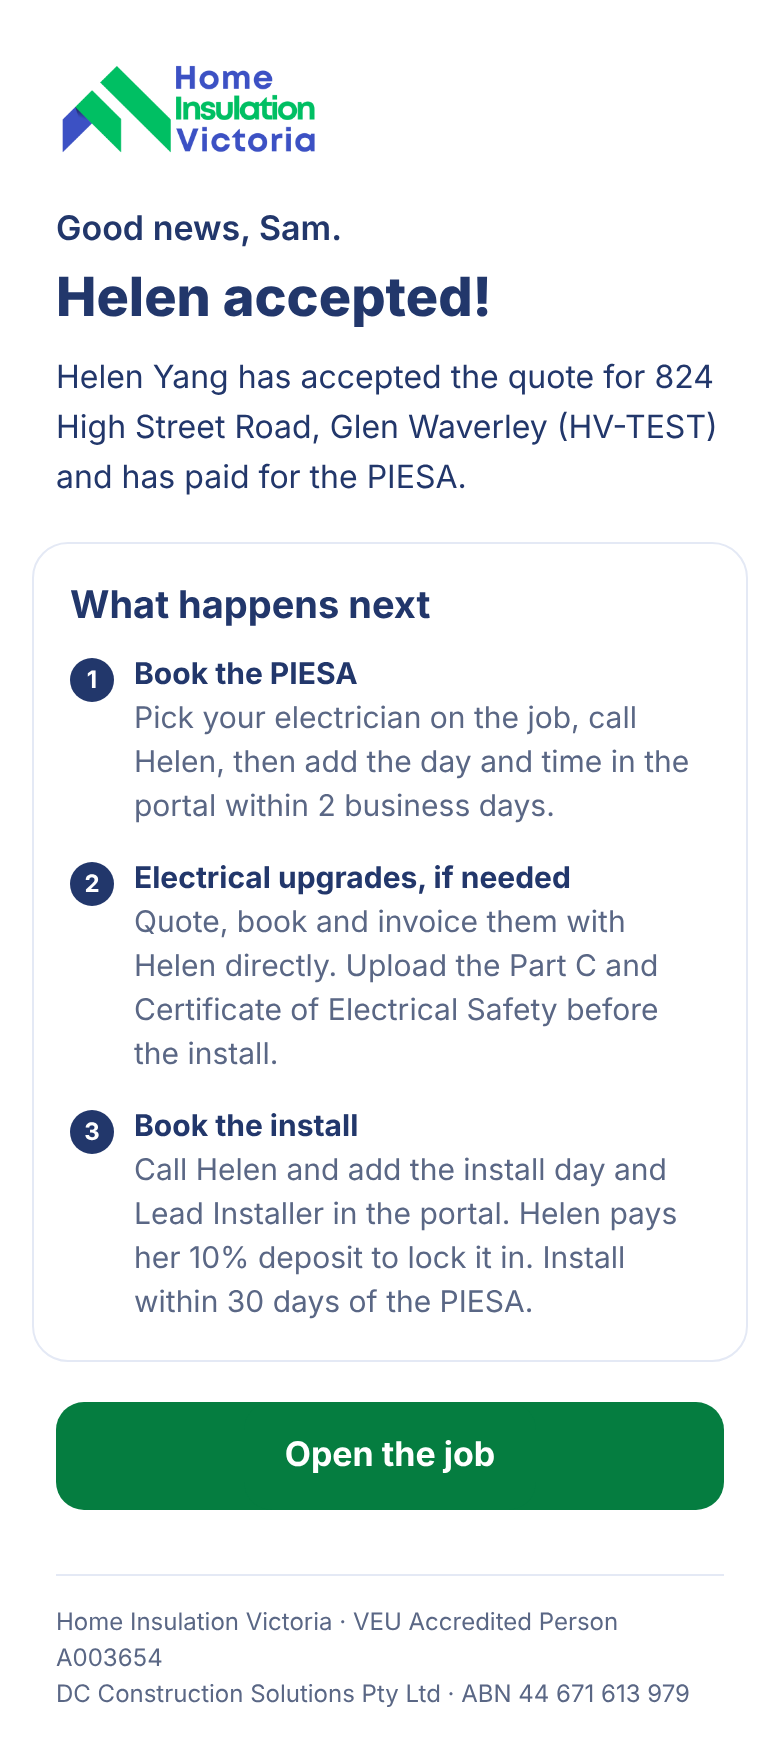 Home
Insulation
Victoria
Good news, Sam.
Helen accepted!
Helen Yang has accepted the quote for 824
High Street Road, Glen Waverley (HV-TEST)
and has paid for the PIESA.
What happens next
1 Book the PIESA
Pick your electrician on the job, call
Helen, then add the day and time in the
portal within 2 business days.
2 Electrical upgrades, if needed
Quote, book and invoice them with
Helen directly. Upload the Part C and
Certificate of Electrical Safety before
the install.
3 Book the install
Call Helen and add the install day and
Lead Installer in the portal. Helen pays
her 10% deposit to lock it in. Install
within 30 days of the PIESA.
Open the job
Home Insulation Victoria · VEU Accredited Person
A003654
DC Construction Solutions Pty Ltd · ABN 44 671 613 979